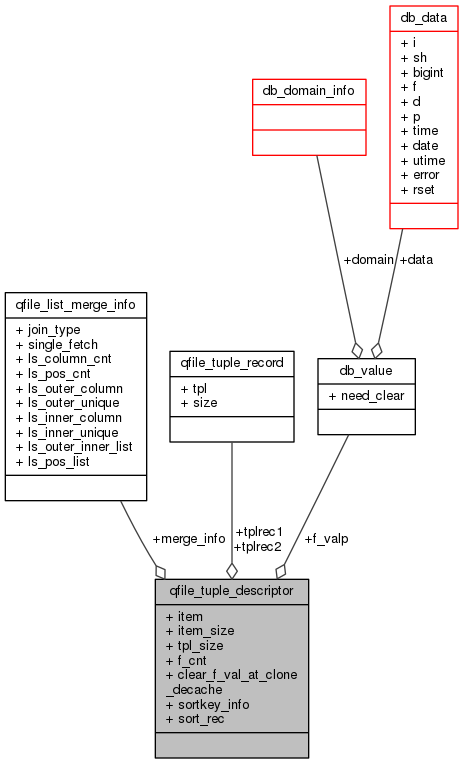 db_data
+ i
+ sh
+ bigint
+ f
+ d
+ p
+ time
+ date
+ utime
+ error
+ rset
db_domain_info
+domain
+data
qfile_list_merge_info
+ join_type
+ single_fetch
+ ls_column_cnt
+ ls_pos_cnt
+ ls_outer_column
+ ls_outer_unique
+ ls_inner_column
+ ls_inner_unique
+ ls_outer_inner_list
+ ls_pos_list
qfile_tuple_record
+ tpl
+ size
db_value
+ need_clear
+merge_info
+tplrec1
+tplrec2
+f_valp
qfile_tuple_descriptor
+ item
+ item_size
+ tpl_size
+ f_cnt
+ clear_f_val_at_clone
_decache
+ sortkey_info
+ sort_rec